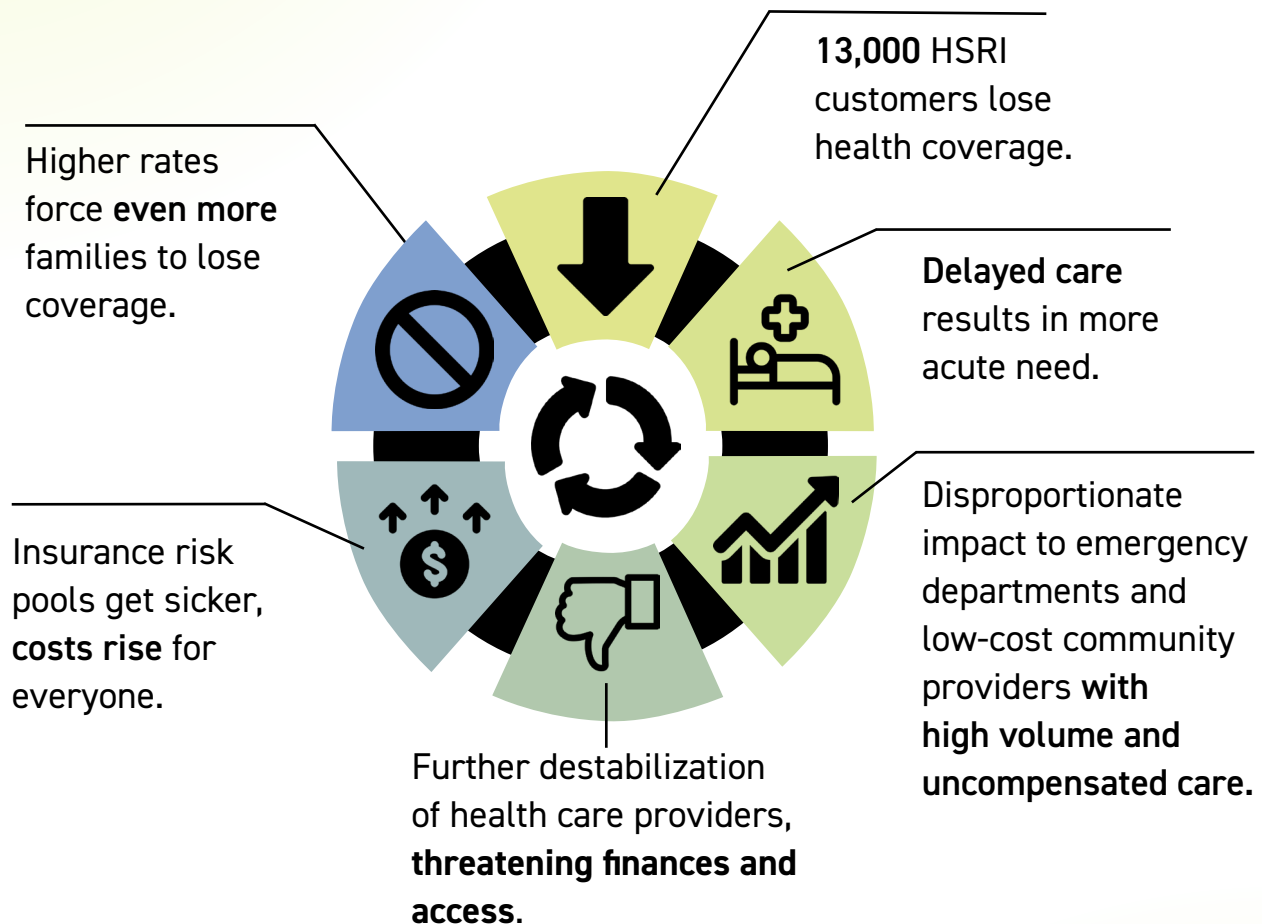 13,000 HSRI
customers lose
health coverage.
Delayed care
results in more
acute need.
Disproportionate
impact to emergency
departments and
low-cost community
providers with
high volume and
uncompensated care.
Further destabilization
of health care providers,
threatening finances and
access.
Insurance risk
pools get sicker,
costs rise for
everyone.
Higher rates
force even more
families to lose
coverage.
$